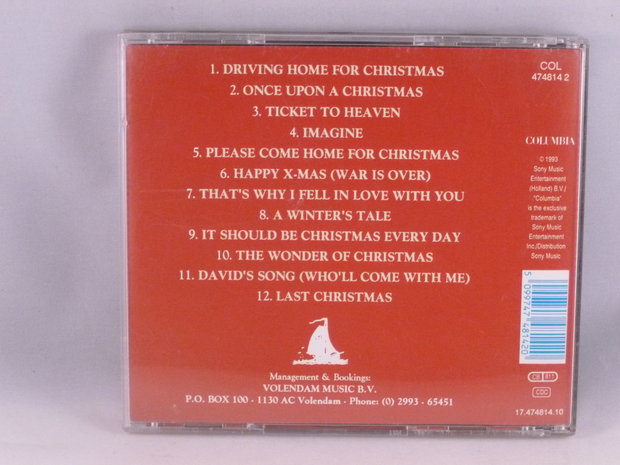 1. DRIVING HOME FOR CHRISTMAS
2. ONCE UPON A CHRISTMAS
3. TICKET TO HEAVEN
4. IMAGINE
5. PLEASE COME HOME FOR CHRISTMAS
6. HAPPY X-MAS (WAR IS OVER)
7. THAT'S WHY I FELL IN LOVE WITH YOU
8. A WINTER'S TALE
9. IT SHOULD BE CHRISTMAS EVERY DAY
10. THE WONDER OF CHRISTMAS
11. DAVID'S SONG (WHO'LL COME WITH ME)
12. LAST CHRISTMAS
Management & Bookings:
VOLENDAM MUSIC B.V.
P.O. BOX 100 · 1130 AC Volendam · Phone: (0) 2993 - 65451
COL
474814 2
COLUMBIA
© 1993
Sony Music
Entertainment
(Holland) B.V./
"Columbia"
is the exclusive
trademark of
Sony Music
Entertainment
Inc./Distribution
Sony Music
5 099747 481420
CDC
17.474814.10